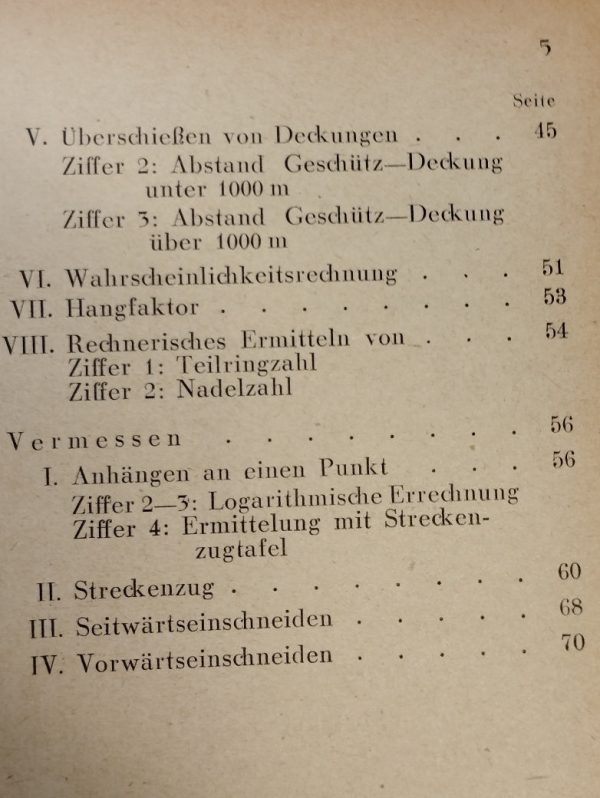 5
Seite
V. Überschießen von Deckungen . . . 45
Ziffer 2: Abstand Geschütz—Deckung
unter 1000 m
Ziffer 3: Abstand Geschütz—Deckung
über 1000 m
VI. Wahrscheinlichkeitsrechnung . . . 51
VII. Hangfaktor . . . . . . . . 53
VIII. Rechnerisches Ermitteln von . . . 54
Ziffer 1: Teilringzahl
Ziffer 2: Nadelzahl
Vermessen . . . . . . . . 56
I. Anhängen an einen Punkt . . . 56
Ziffer 2—3: Logarithmische Errechnung
Ziffer 4: Ermittelung mit Strecken-
zugtafel
II. Streckenzug . . . . . . . . 60
III. Seitwärtseinschneiden . . . . . 68
IV. Vorwärtseinschneiden . . . . . 70